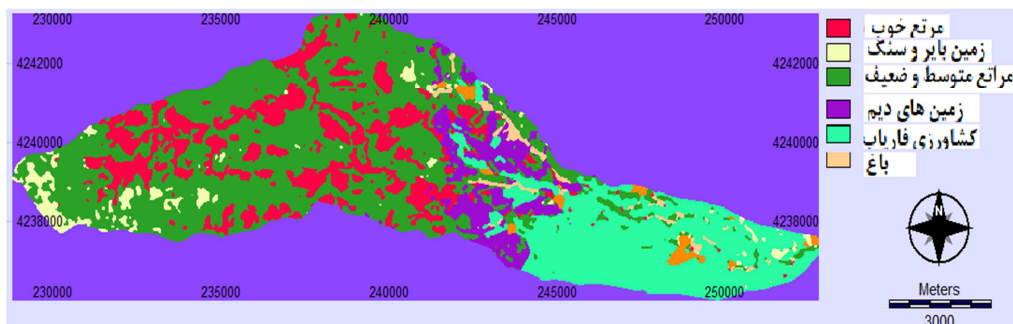 230000 235000 240000 245000 250000
4242000 4242000
4240000 4240000
4238000 4238000
230000 235000 240000 245000 250000
مرتع خوب
زمین بایر و سنگ
مراتع متوسط و ضعیف
زمین های دیم
کشاورزی فاریاب
باغ
Meters
3000